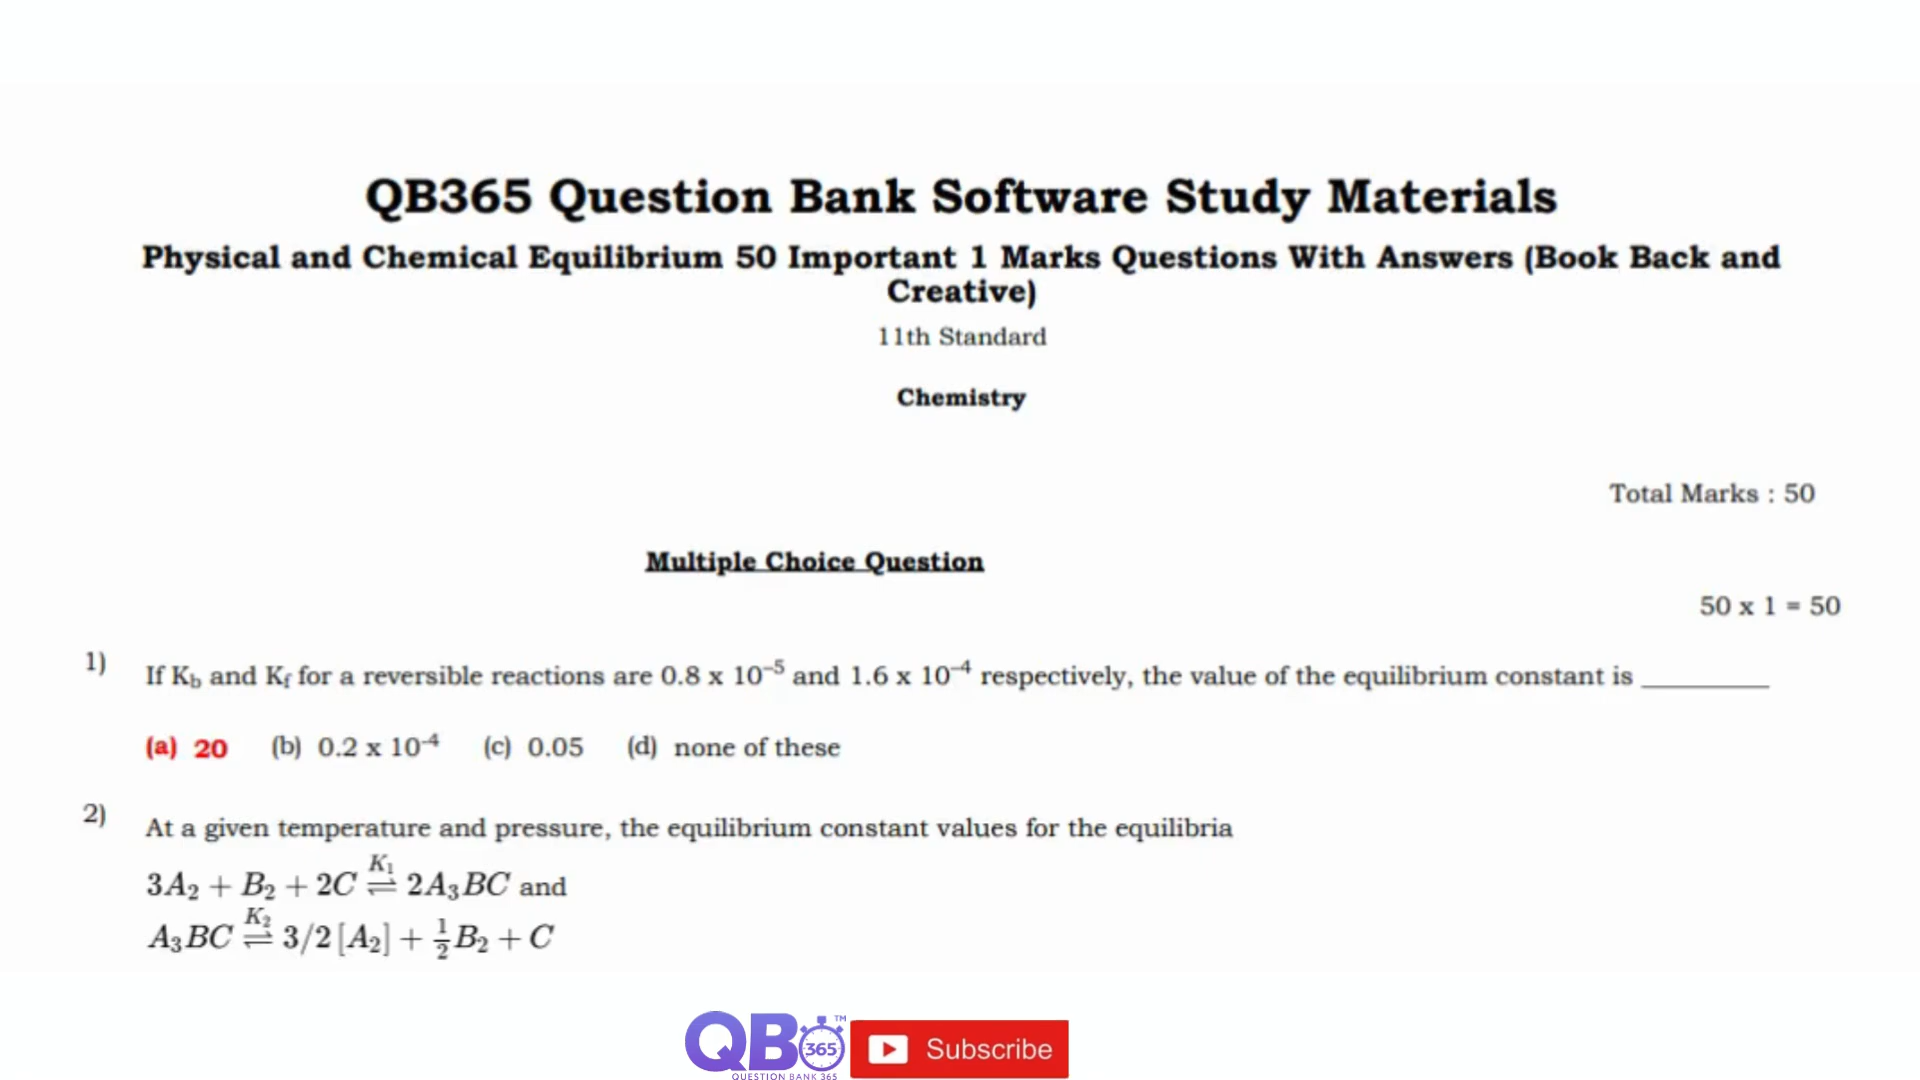 QB365 Question Bank Software Study Materials
Physical and Chemical Equilibrium 50 Important 1 Marks Questions With Answers (Book Back and
Creative)
11th Standard
Chemistry
Total Marks : 50
Multiple Choice Question
50 x 1 = 50
1) If K_b and K_f for a reversible reactions are 0.8 x 10⁻⁵ and 1.6 x 10⁻⁴ respectively, the value of the equilibrium constant is ________
(a) 20 (b) 0.2 x 10⁻⁴ (c) 0.05 (d) none of these
2) At a given temperature and pressure, the equilibrium constant values for the equilibria
3A₂ + B₂ + 2C ⇌ (K₁) 2A₃BC and
A₃BC ⇌ (K₂) 3/2 [A₂] + ½B₂ + C
QB365 ™ Subscribe
QUESTION BANK 365